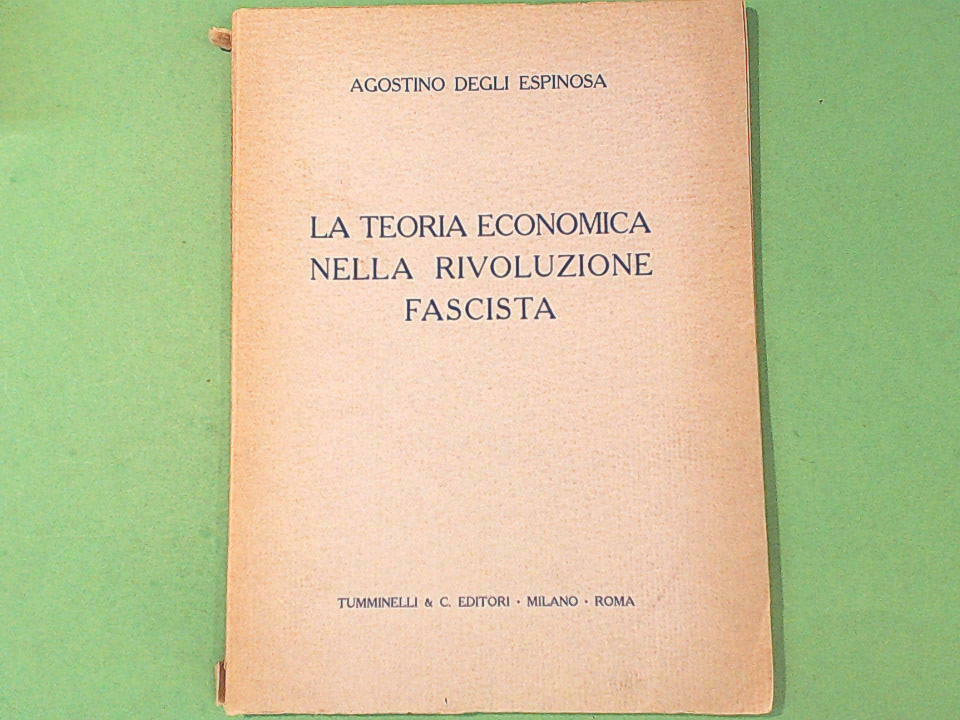 AGOSTINO DEGLI ESPINOSA
LA TEORIA ECONOMICA
NELLA RIVOLUZIONE
FASCISTA
TUMMINELLI & C. EDITORI · MILANO · ROMA